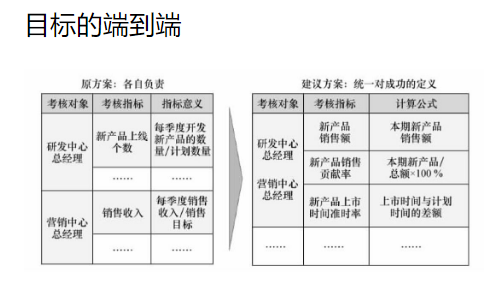 目标的端到端
原方案：各自负责
考核对象 考核指标 指标意义
研发中心
总经理
新产品上线
个数
每季度开发
新产品的数
量/计划数量
…… ……
营销中心
总经理
销售收入
每季度销售
收入/销售
目标
…… ……
建议方案：统一对成功的定义
考核对象 考核指标 计算公式
研发中心
总经理
营销中心
总经理
新产品
销售额
本期新产品
销售额
新产品销售
贡献率
本期新产品/
总额×100％
新产品上市
时间准时率
上市时间与计划
时间的差额
…… …… ……